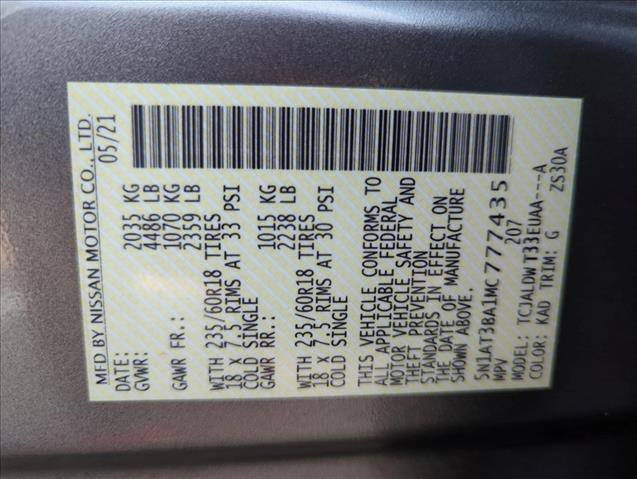 MFD BY NISSAN MOTOR CO., LTD.
DATE: 05/21
GVWR: 2035 KG
4486 LB
GAWR FR.: 1070 KG
2359 LB
WITH 235/60R18 TIRES
18 X 7.5 RIMS AT 33 PSI
COLD SINGLE
GAWR RR.: 1015 KG
2238 LB
WITH 235/60R18 TIRES
18 X 7.5 RIMS AT 30 PSI
COLD SINGLE
THIS VEHICLE CONFORMS TO
ALL APPLICABLE FEDERAL
MOTOR VEHICLE SAFETY AND
THEFT PREVENTION
STANDARDS IN EFFECT ON
THE DATE OF MANUFACTURE
SHOWN ABOVE.
5N1AT3BA1MC777435
MPV 207
MODEL: TCJALDWT33EUAA---A
COLOR: KAD TRIM: G ZS30A